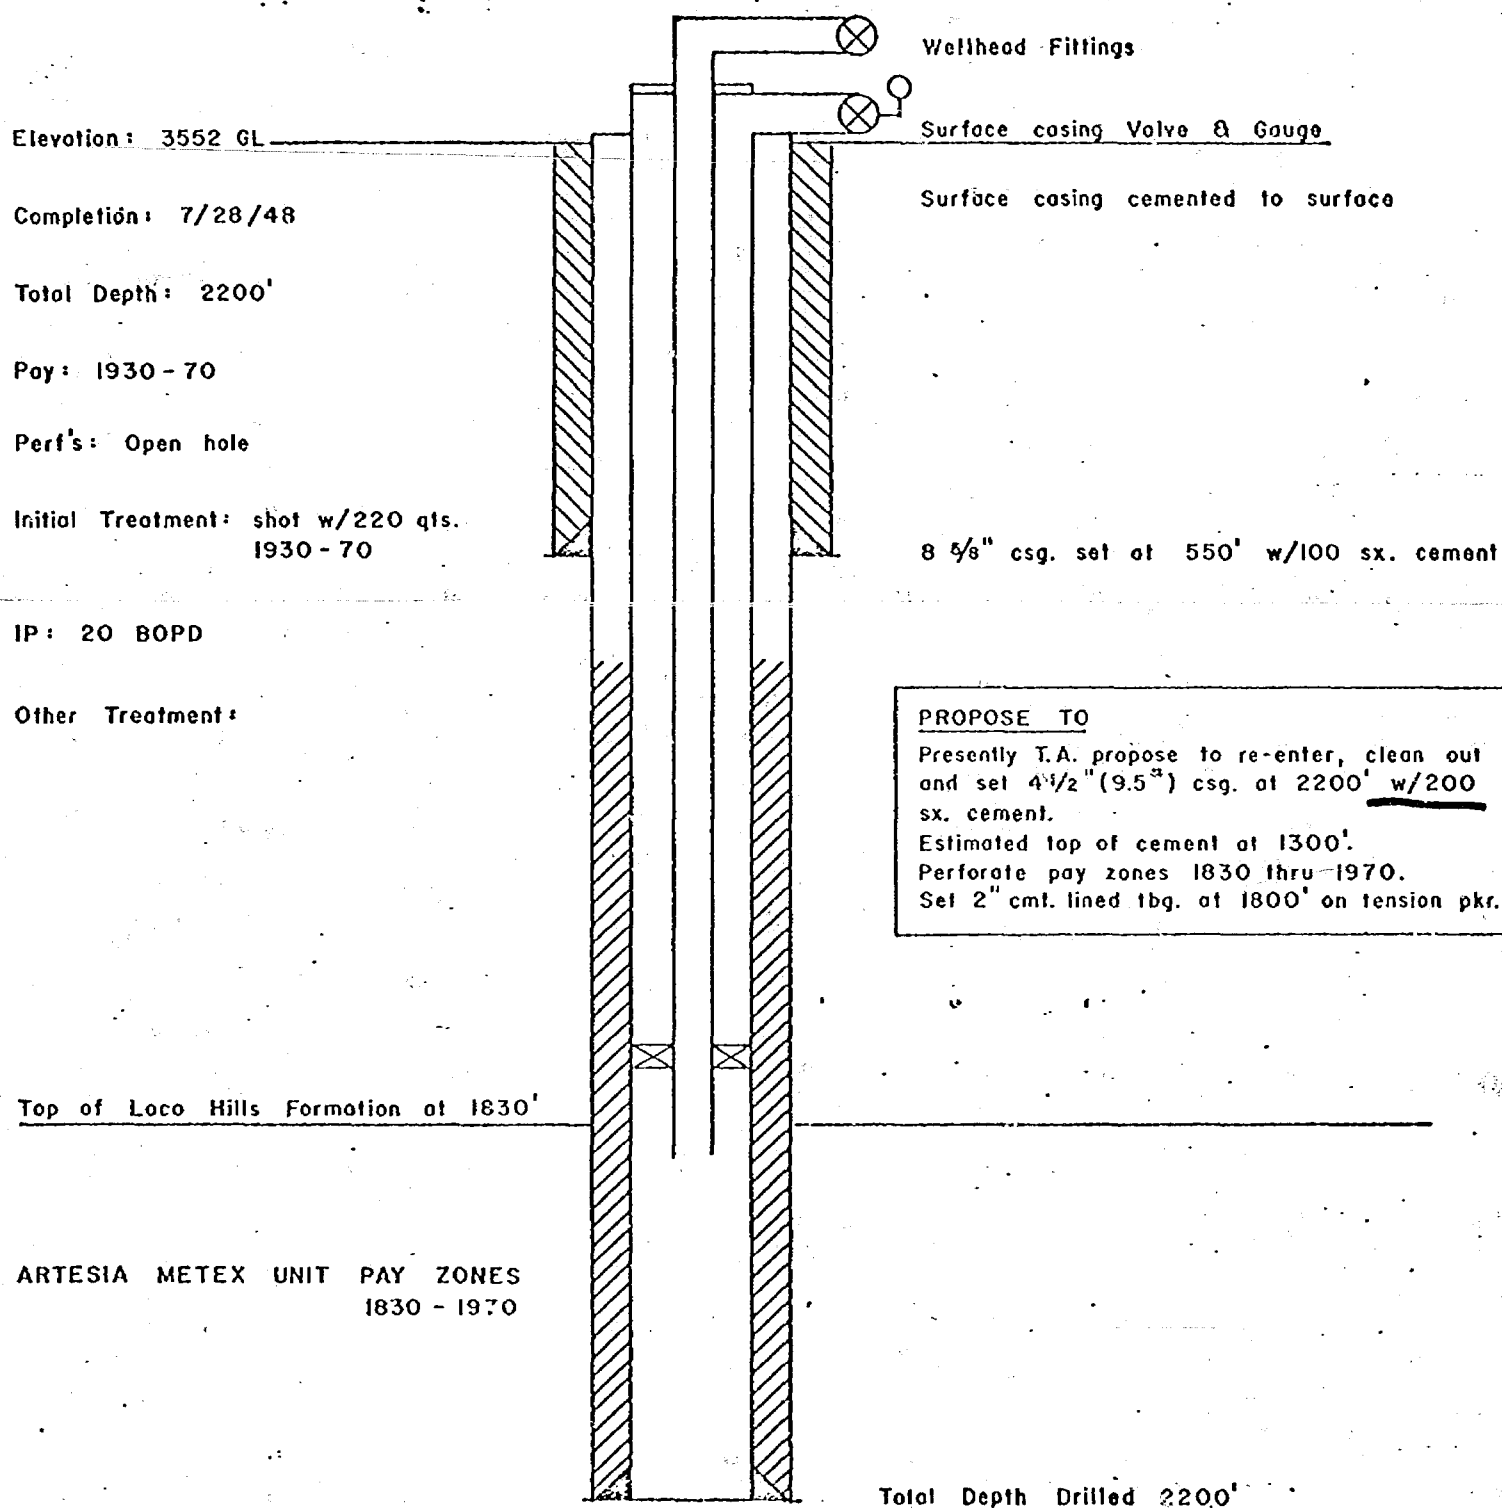 Wellhead Fittings
Elevation: 3552 GL
Surface casing Valve & Gauge
Completion: 7/28/48
Surface casing cemented to surface
Total Depth: 2200'
Pay: 1930-70
Perf's: Open hole
Initial Treatment: shot w/220 qts.
1930-70
8 5/8" csg. set at 550' w/100 sx. cement
IP: 20 BOPD
Other Treatment:
PROPOSE TO
Presently T.A. propose to re-enter, clean out
and set 4 1/2" (9.5#) csg. at 2200' w/200
sx. cement.
Estimated top of cement at 1300'.
Perforate pay zones 1830 thru 1970.
Set 2" cmt. lined tbg. at 1800' on tension pkr.
Top of Loco Hills Formation at 1830'
ARTESIA METEX UNIT PAY ZONES
1830 - 1970
Total Depth Drilled 2200'